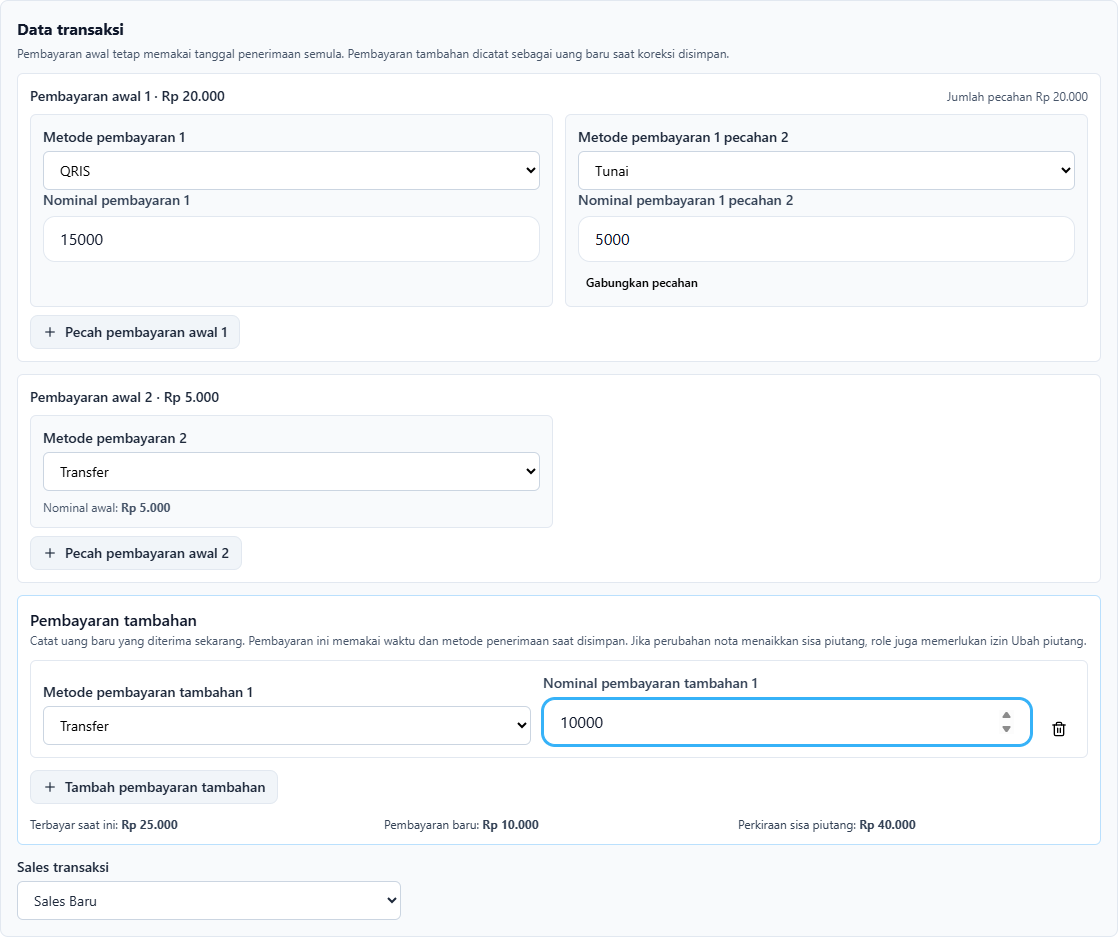 Data transaksi
Pembayaran awal tetap memakai tanggal penerimaan semula. Pembayaran tambahan dicatat sebagai uang baru saat koreksi disimpan.
Pembayaran awal 1 · Rp 20.000
Jumlah pecahan Rp 20.000
Metode pembayaran 1
QRIS
Nominal pembayaran 1
15000
Metode pembayaran 1 pecahan 2
Tunai
Nominal pembayaran 1 pecahan 2
5000
Gabungkan pecahan
+ Pecah pembayaran awal 1
Pembayaran awal 2 · Rp 5.000
Metode pembayaran 2
Transfer
Nominal awal: Rp 5.000
+ Pecah pembayaran awal 2
Pembayaran tambahan
Catat uang baru yang diterima sekarang. Pembayaran ini memakai waktu dan metode penerimaan saat disimpan. Jika perubahan nota menaikkan sisa piutang, role juga memerlukan izin Ubah piutang.
Metode pembayaran tambahan 1
Transfer
Nominal pembayaran tambahan 1
10000
+ Tambah pembayaran tambahan
Terbayar saat ini: Rp 25.000
Pembayaran baru: Rp 10.000
Perkiraan sisa piutang: Rp 40.000
Sales transaksi
Sales Baru